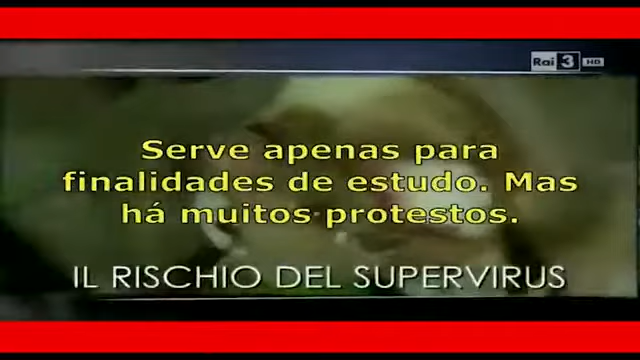 Rai 3 HD
Serve apenas para
finalidades de estudo. Mas
há muitos protestos.
IL RISCHIO DEL SUPERVIRUS